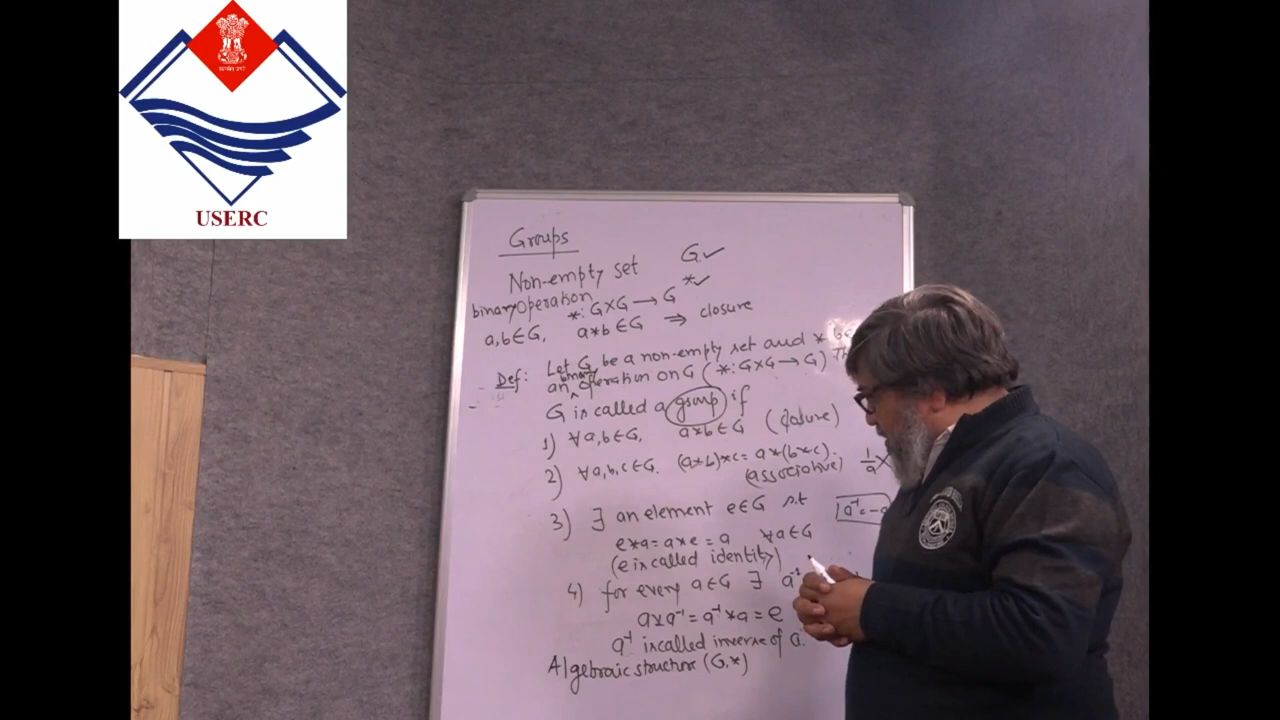 USERC
Groups
Non-empty set G ✓
binary operation *: G×G → G *✓
a,b∈G, a*b∈G ⇒ closure
Def: Let G be a non-empty set and * be
an binary operation on G (*: G×G → G)
G is called a group if
1) ∀a,b∈G, a*b∈G (closure)
2) ∀a,b,c∈G. (a*b)*c = a*(b*c).
(associative) 1/a X
3) ∃ an element e∈G s.t
a⁻¹=-a
e*a=a*e=a ∀a∈G
(e is called identity)
4) for every a∈G ∃ a⁻¹
a*a⁻¹=a⁻¹*a=e
a⁻¹ is called inverse of a.
Algebraic structure (G,*)